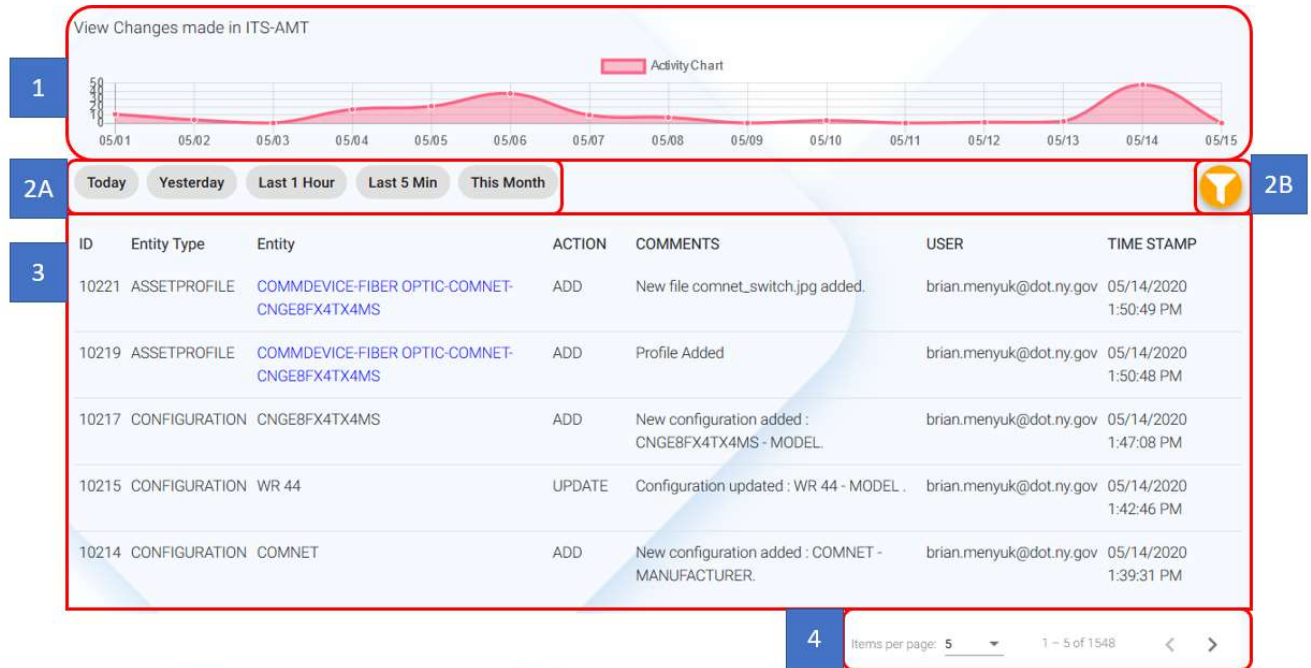 View Changes made in ITS-AMT
Activity Chart
1
50
40
30
20
10
0
05/01 05/02 05/03 05/04 05/05 05/06 05/07 05/08 05/09 05/10 05/11 05/12 05/13 05/14 05/15
2A
Today Yesterday Last 1 Hour Last 5 Min This Month
2B
3
ID Entity Type Entity ACTION COMMENTS USER TIME STAMP
10221 ASSETPROFILE COMMDEVICE-FIBER OPTIC-COMNET- ADD New file comnet_switch.jpg added. brian.menyuk@dot.ny.gov 05/14/2020
CNGE8FX4TX4MS 1:50:49 PM
10219 ASSETPROFILE COMMDEVICE-FIBER OPTIC-COMNET- ADD Profile Added brian.menyuk@dot.ny.gov 05/14/2020
CNGE8FX4TX4MS 1:50:48 PM
10217 CONFIGURATION CNGE8FX4TX4MS ADD New configuration added : brian.menyuk@dot.ny.gov 05/14/2020
CNGE8FX4TX4MS - MODEL. 1:47:08 PM
10215 CONFIGURATION WR 44 UPDATE Configuration updated : WR 44 - MODEL . brian.menyuk@dot.ny.gov 05/14/2020
1:42:46 PM
10214 CONFIGURATION COMNET ADD New configuration added : COMNET - brian.menyuk@dot.ny.gov 05/14/2020
MANUFACTURER. 1:39:31 PM
4
Items per page: 5 1 – 5 of 1548